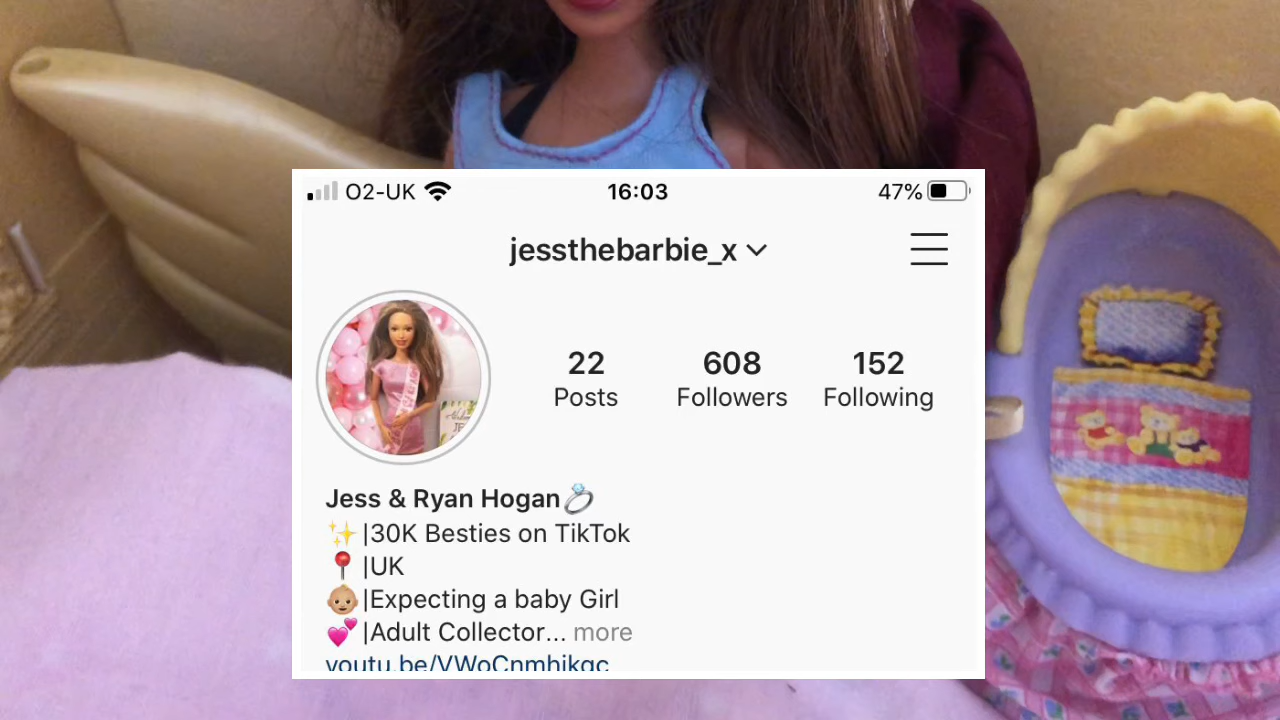 O2-UK 16:03 47%
jessthebarbie_x
22 608 152
Posts Followers Following
Jess & Ryan Hogan💍
✨|30K Besties on TikTok
📍|UK
👶🏽|Expecting a baby Girl
💕|Adult Collector... more